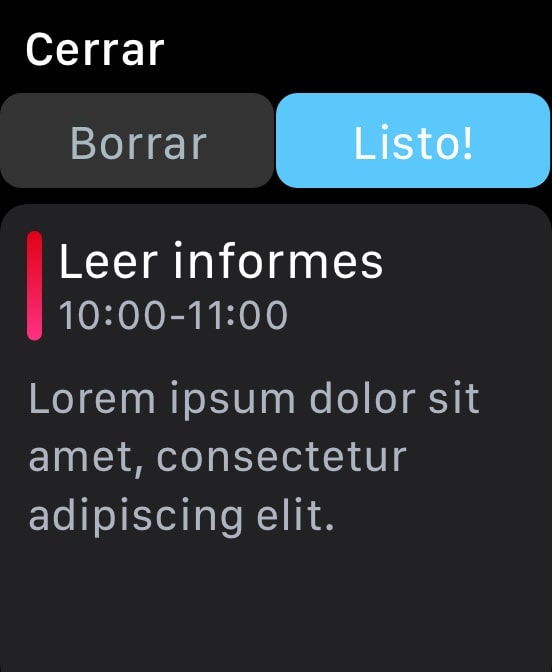 Cerrar
Borrar
Listo!
Leer informes
10:00-11:00
Lorem ipsum dolor sit
amet, consectetur
adipiscing elit.